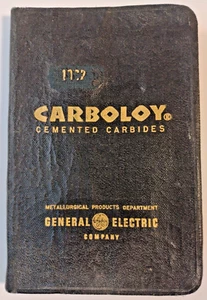 CARBOLOY®
CEMENTED CARBIDES
METALLURGICAL PRODUCTS DEPARTMENT
GENERAL ELECTRIC
COMPANY